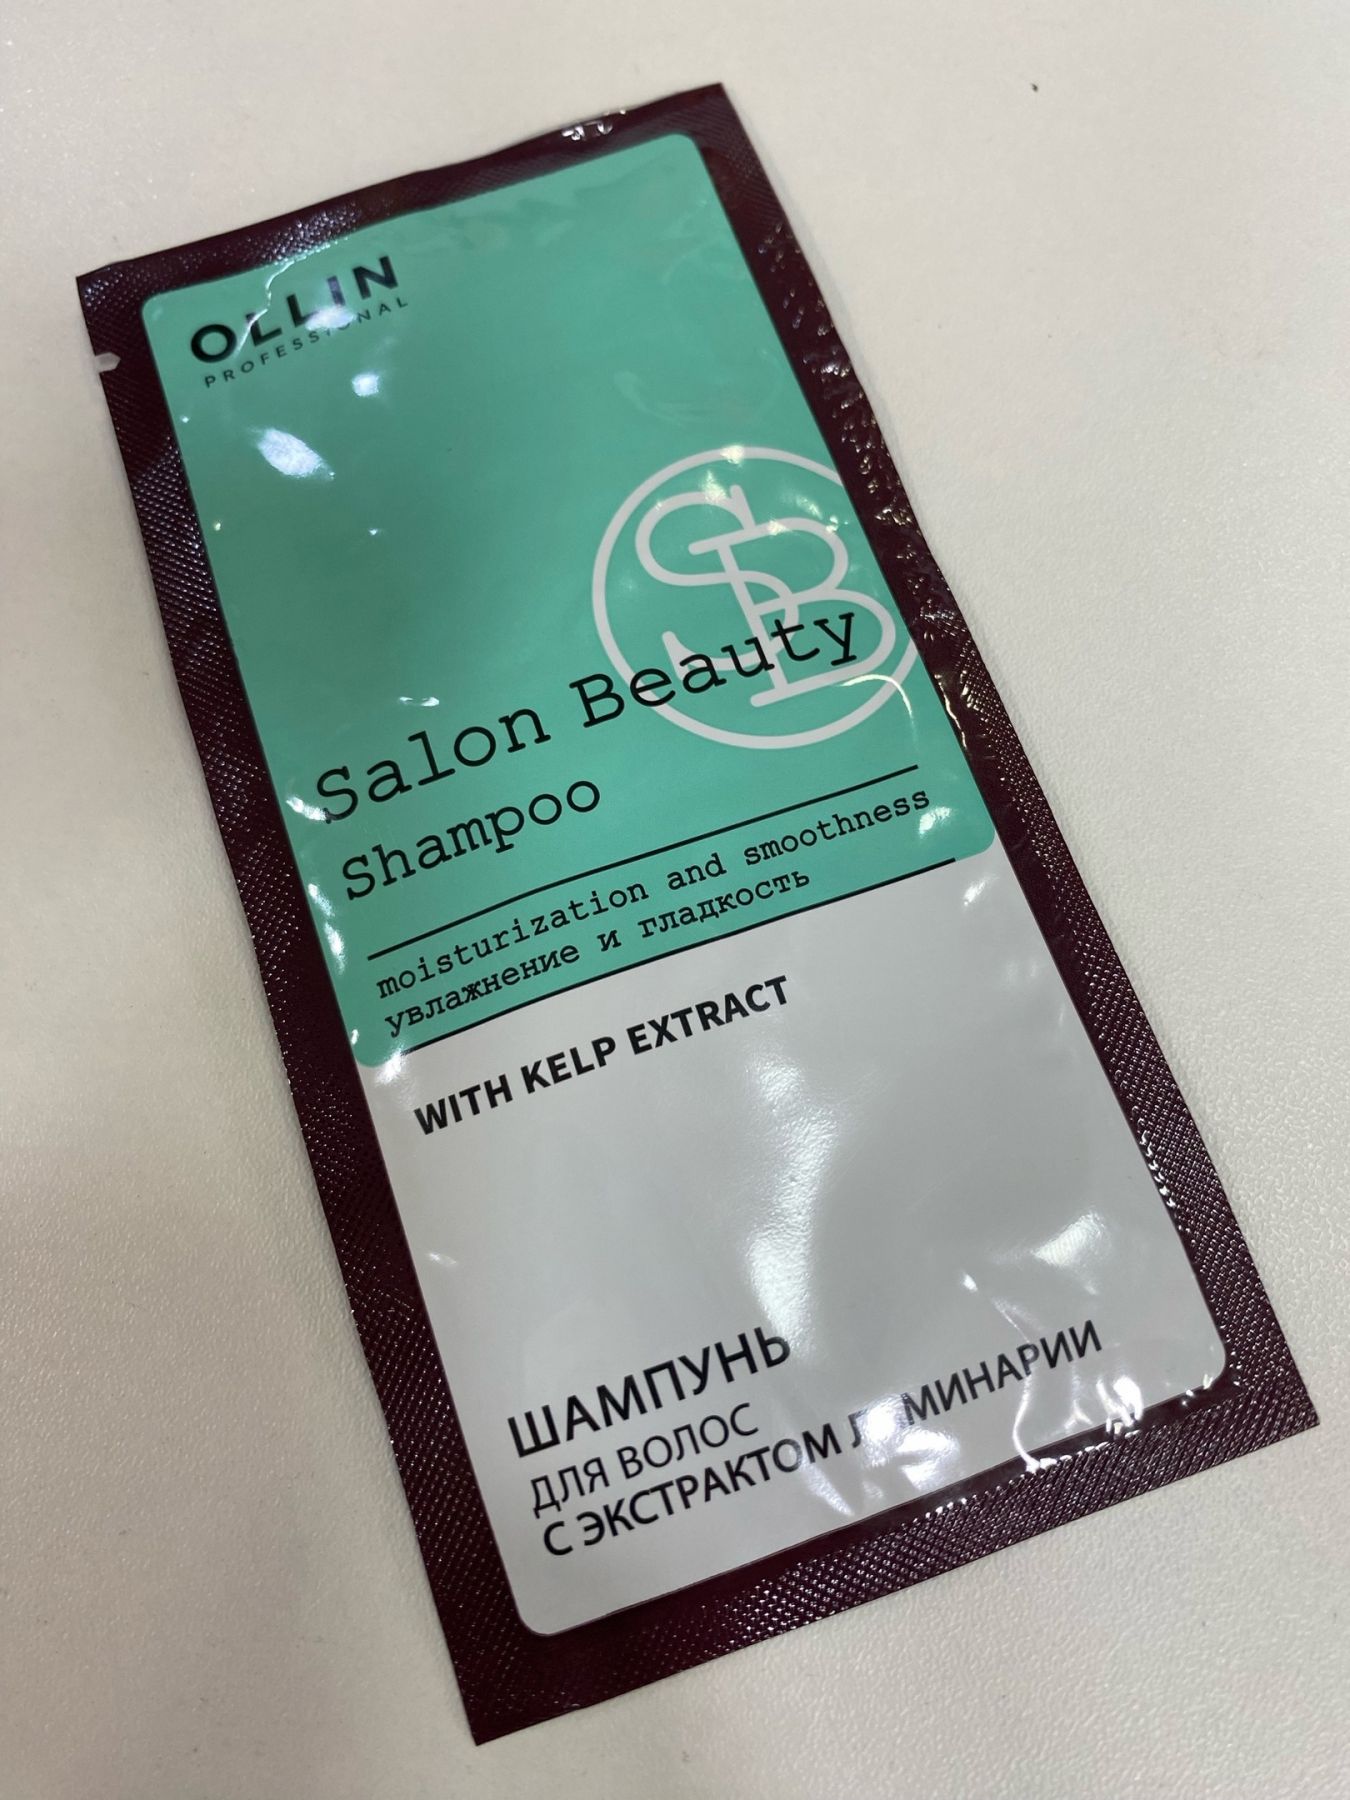 OLLIN
PROFESSIONAL
SB
Salon Beauty
Shampoo
moisturization and smoothness
увлажнение и гладкость
WITH KELP EXTRACT
ШАМПУНЬ
ДЛЯ ВОЛОС
С ЭКСТРАКТОМ ЛАМИНАРИИ